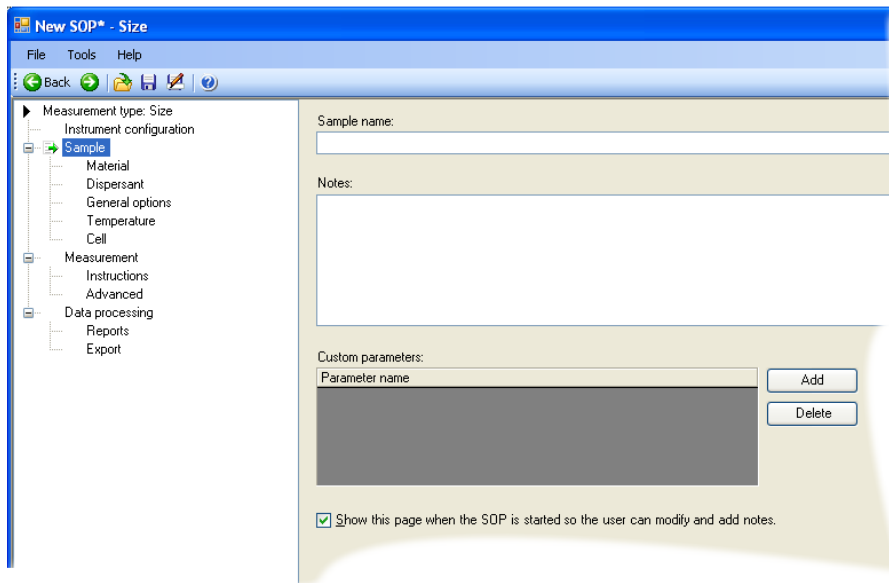 New SOP* - Size
File Tools Help
Back
Measurement type: Size
Instrument configuration
Sample
Material
Dispersant
General options
Temperature
Cell
Measurement
Instructions
Advanced
Data processing
Reports
Export
Sample name:
Notes:
Custom parameters:
Parameter name
Add
Delete
Show this page when the SOP is started so the user can modify and add notes.